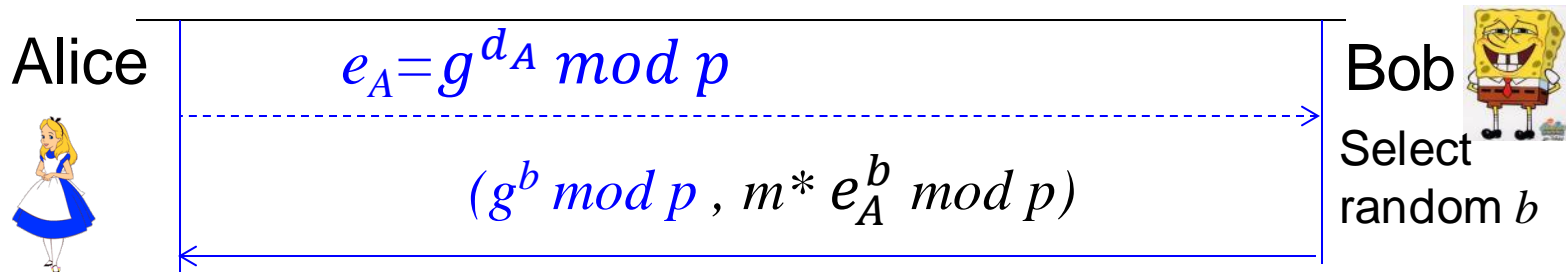 Alice
e_A=g^{d_A} mod p
Bob
(g^b mod p , m* e_A^b mod p)
Select
random b